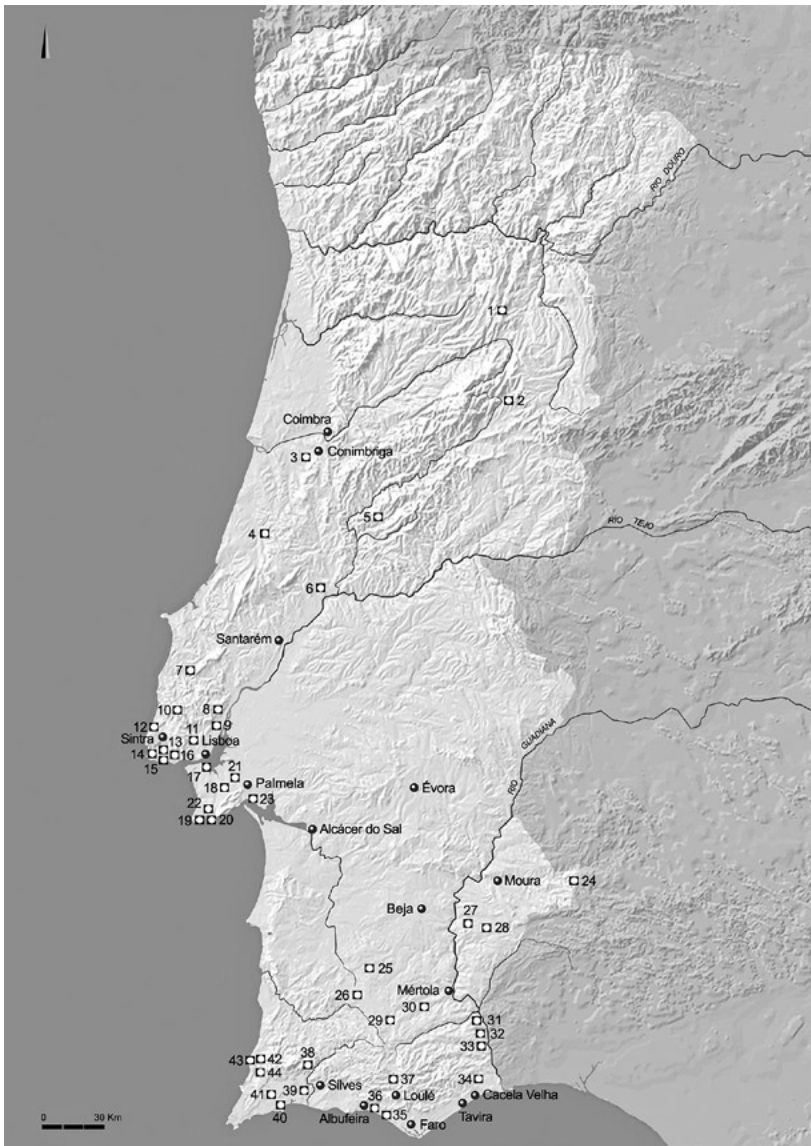 RIO DOURO
1
2
Coimbra
3
Conimbriga
5
4
RIO TEJO
6
Santarém
7
10
8
12
11
9
Sintra
13
Lisboa
14
16
15
17
21
18
Palmela
Évora
RIO GUADIANA
23
22
19
20
Alcácer do Sal
Moura
24
Beja
27
28
25
26
Mértola
30
29
31
32
33
43
42
38
44
37
34
39
Silves
41
36
Loulé
Cacela Velha
40
Albufeira
35
Tavira
Faro
0
30 Km